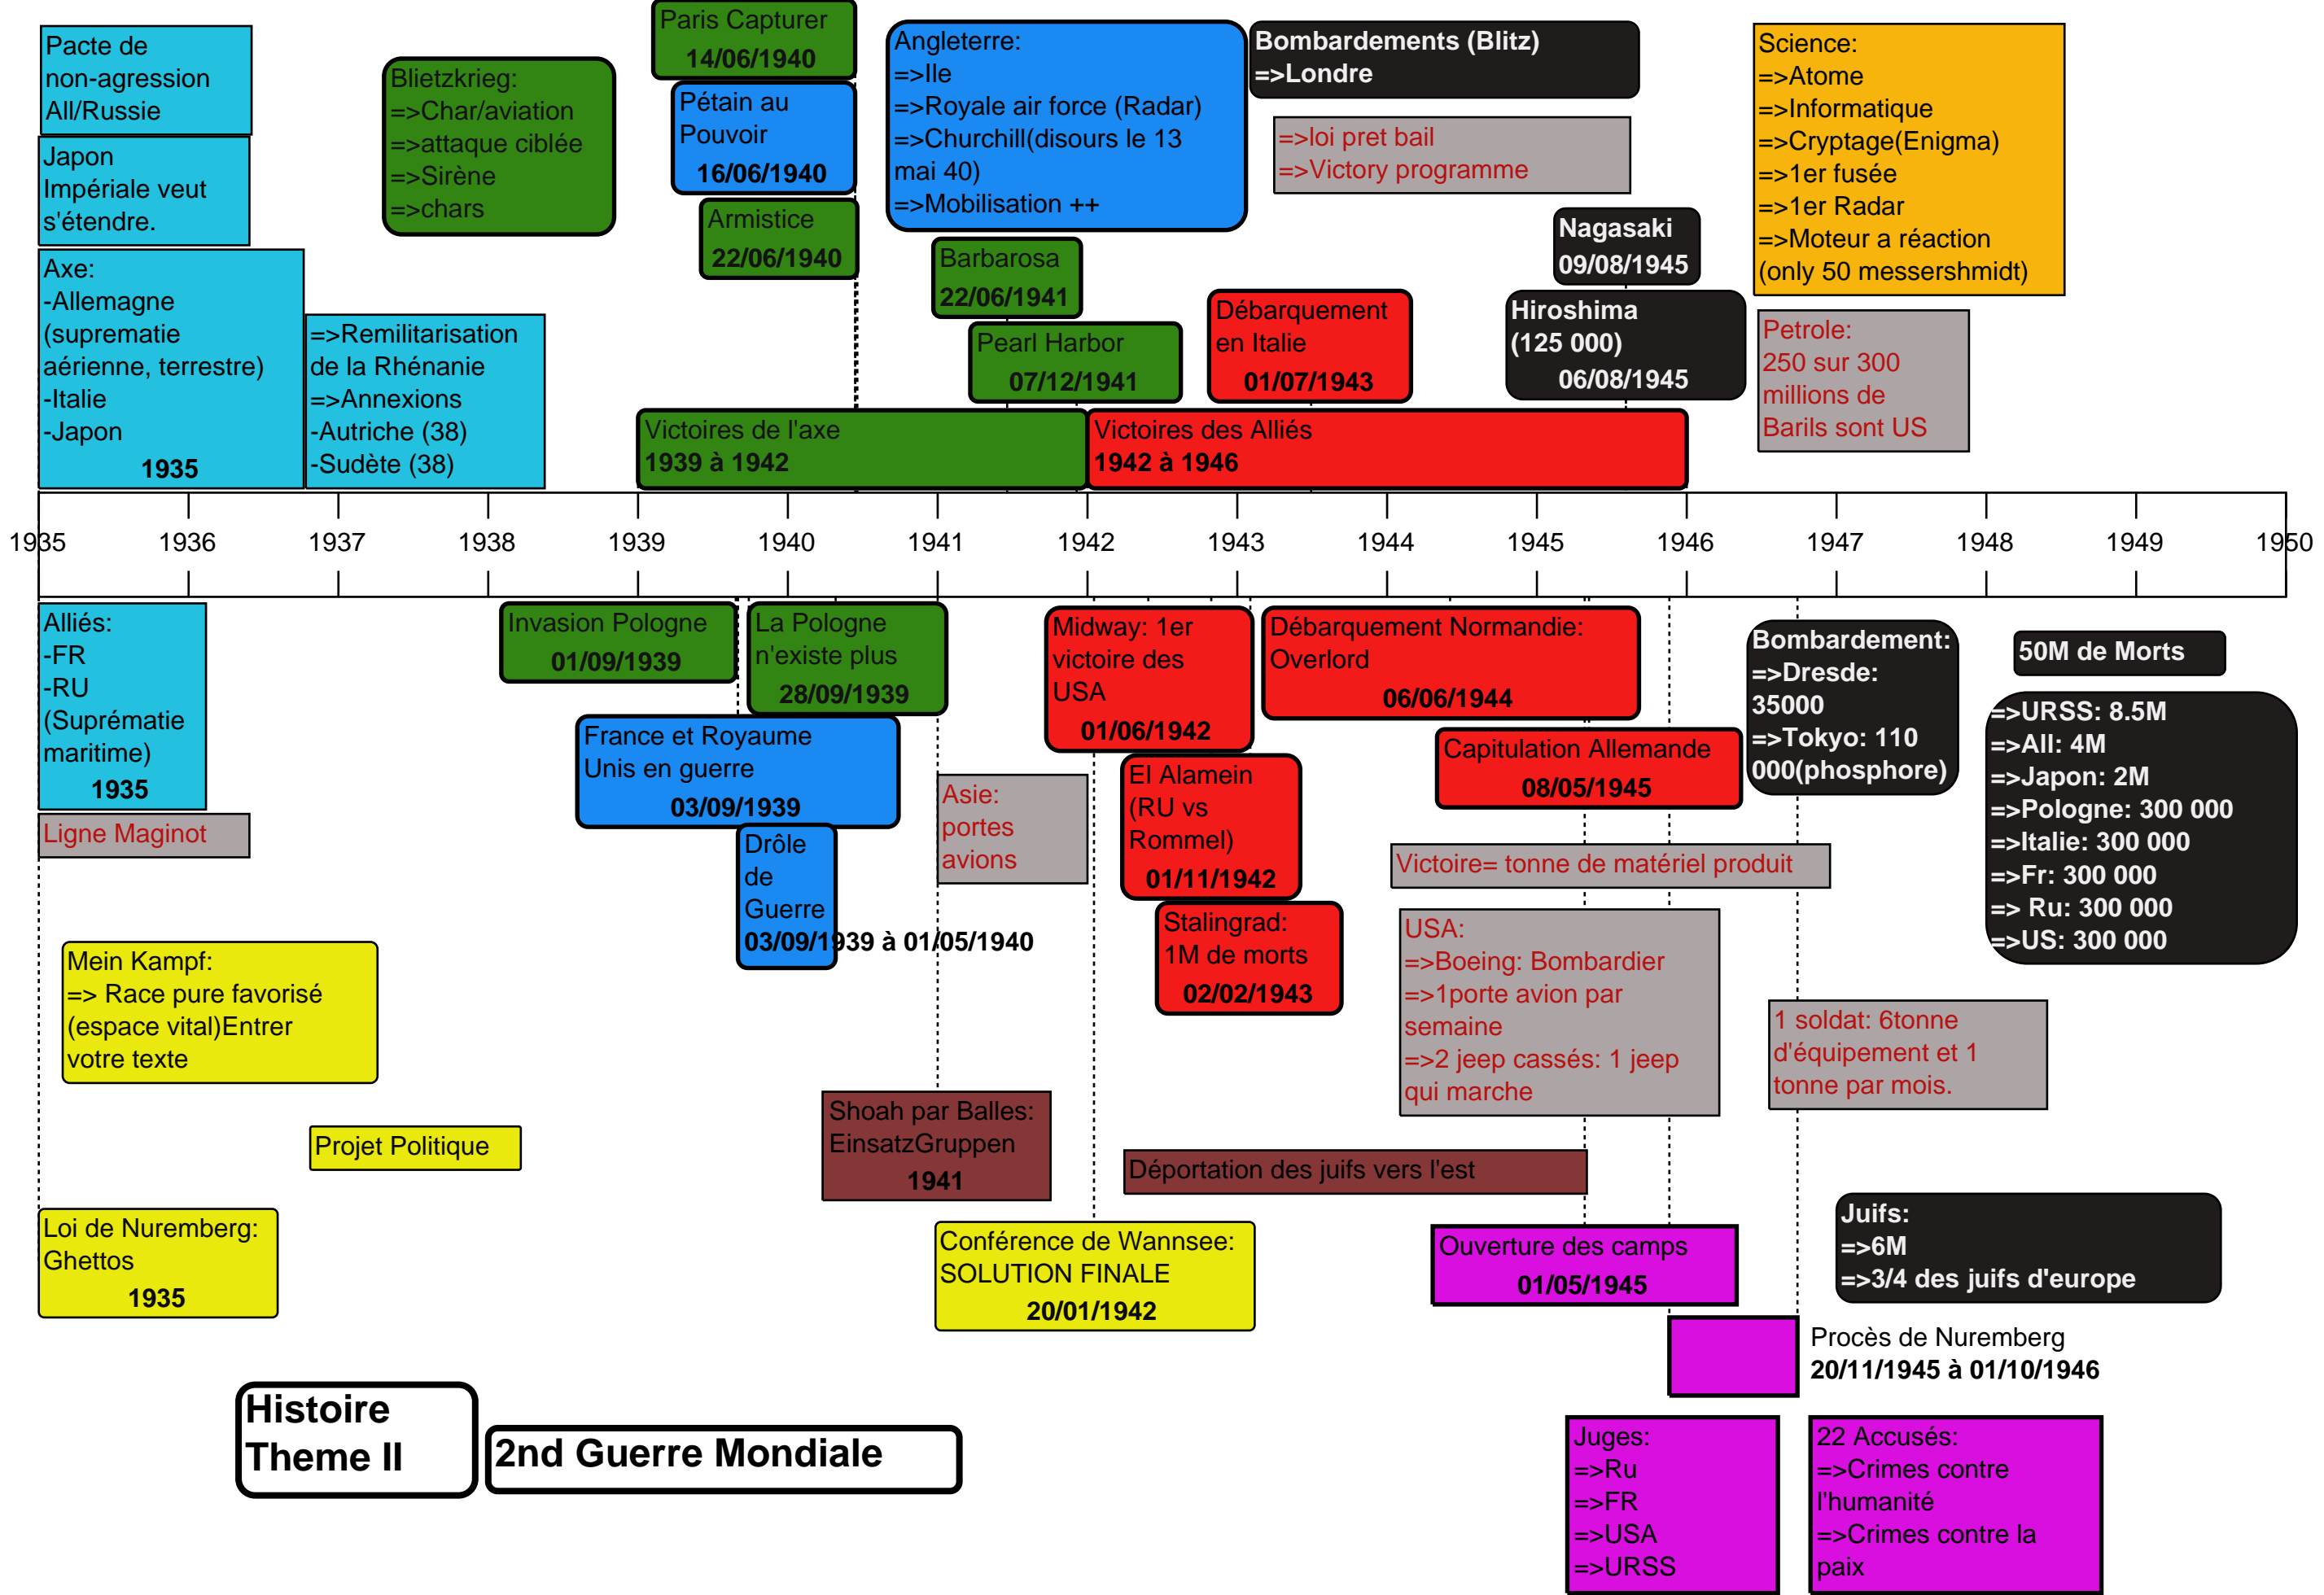 Pacte de
non-agression
All/Russie
Japon
Impériale veut
s'étendre.
Axe:
-Allemagne
(suprematie
aérienne, terrestre)
-Italie
-Japon
1935
=>Remilitarisation
de la Rhénanie
=>Annexions
-Autriche (38)
-Sudète (38)
Blietzkrieg:
=>Char/aviation
=>attaque ciblée
=>Sirène
=>chars
Paris Capturer
14/06/1940
Pétain au
Pouvoir
16/06/1940
Armistice
22/06/1940
Angleterre:
=>Ile
=>Royale air force (Radar)
=>Churchill(disours le 13
mai 40)
=>Mobilisation ++
Barbarosa
22/06/1941
Pearl Harbor
07/12/1941
Bombardements (Blitz)
=>Londre
=>loi pret bail
=>Victory programme
Débarquement
en Italie
01/07/1943
Nagasaki
09/08/1945
Hiroshima
(125 000)
06/08/1945
Science:
=>Atome
=>Informatique
=>Cryptage(Enigma)
=>1er fusée
=>1er Radar
=>Moteur a réaction
(only 50 messershmidt)
Petrole:
250 sur 300
millions de
Barils sont US
Victoires de l'axe
1939 à 1942
Victoires des Alliés
1942 à 1946
1935 1936 1937 1938 1939 1940 1941 1942 1943 1944 1945 1946 1947 1948 1949 1950
Alliés:
-FR
-RU
(Suprématie
maritime)
1935
Ligne Maginot
Invasion Pologne
01/09/1939
La Pologne
n'existe plus
28/09/1939
France et Royaume
Unis en guerre
03/09/1939
Drôle
de
Guerre
03/09/1939 à 01/05/1940
Asie:
portes
avions
Midway: 1er
victoire des
USA
01/06/1942
El Alamein
(RU vs
Rommel)
01/11/1942
Stalingrad:
1M de morts
02/02/1943
Débarquement Normandie:
Overlord
06/06/1944
Capitulation Allemande
08/05/1945
Bombardement:
=>Dresde:
35000
=>Tokyo: 110
000(phosphore)
50M de Morts
=>URSS: 8.5M
=>All: 4M
=>Japon: 2M
=>Pologne: 300 000
=>Italie: 300 000
=>Fr: 300 000
=> Ru: 300 000
=>US: 300 000
Victoire= tonne de matériel produit
USA:
=>Boeing: Bombardier
=>1porte avion par
semaine
=>2 jeep cassés: 1 jeep
qui marche
1 soldat: 6tonne
d'équipement et 1
tonne par mois.
Mein Kampf:
=> Race pure favorisé
(espace vital)Entrer
votre texte
Projet Politique
Loi de Nuremberg:
Ghettos
1935
Shoah par Balles:
EinsatzGruppen
1941
Déportation des juifs vers l'est
Conférence de Wannsee:
SOLUTION FINALE
20/01/1942
Ouverture des camps
01/05/1945
Juifs:
=>6M
=>3/4 des juifs d'europe
Procès de Nuremberg
20/11/1945 à 01/10/1946
Histoire
Theme II
2nd Guerre Mondiale
Juges:
=>Ru
=>FR
=>USA
=>URSS
22 Accusés:
=>Crimes contre
l'humanité
=>Crimes contre la
paix